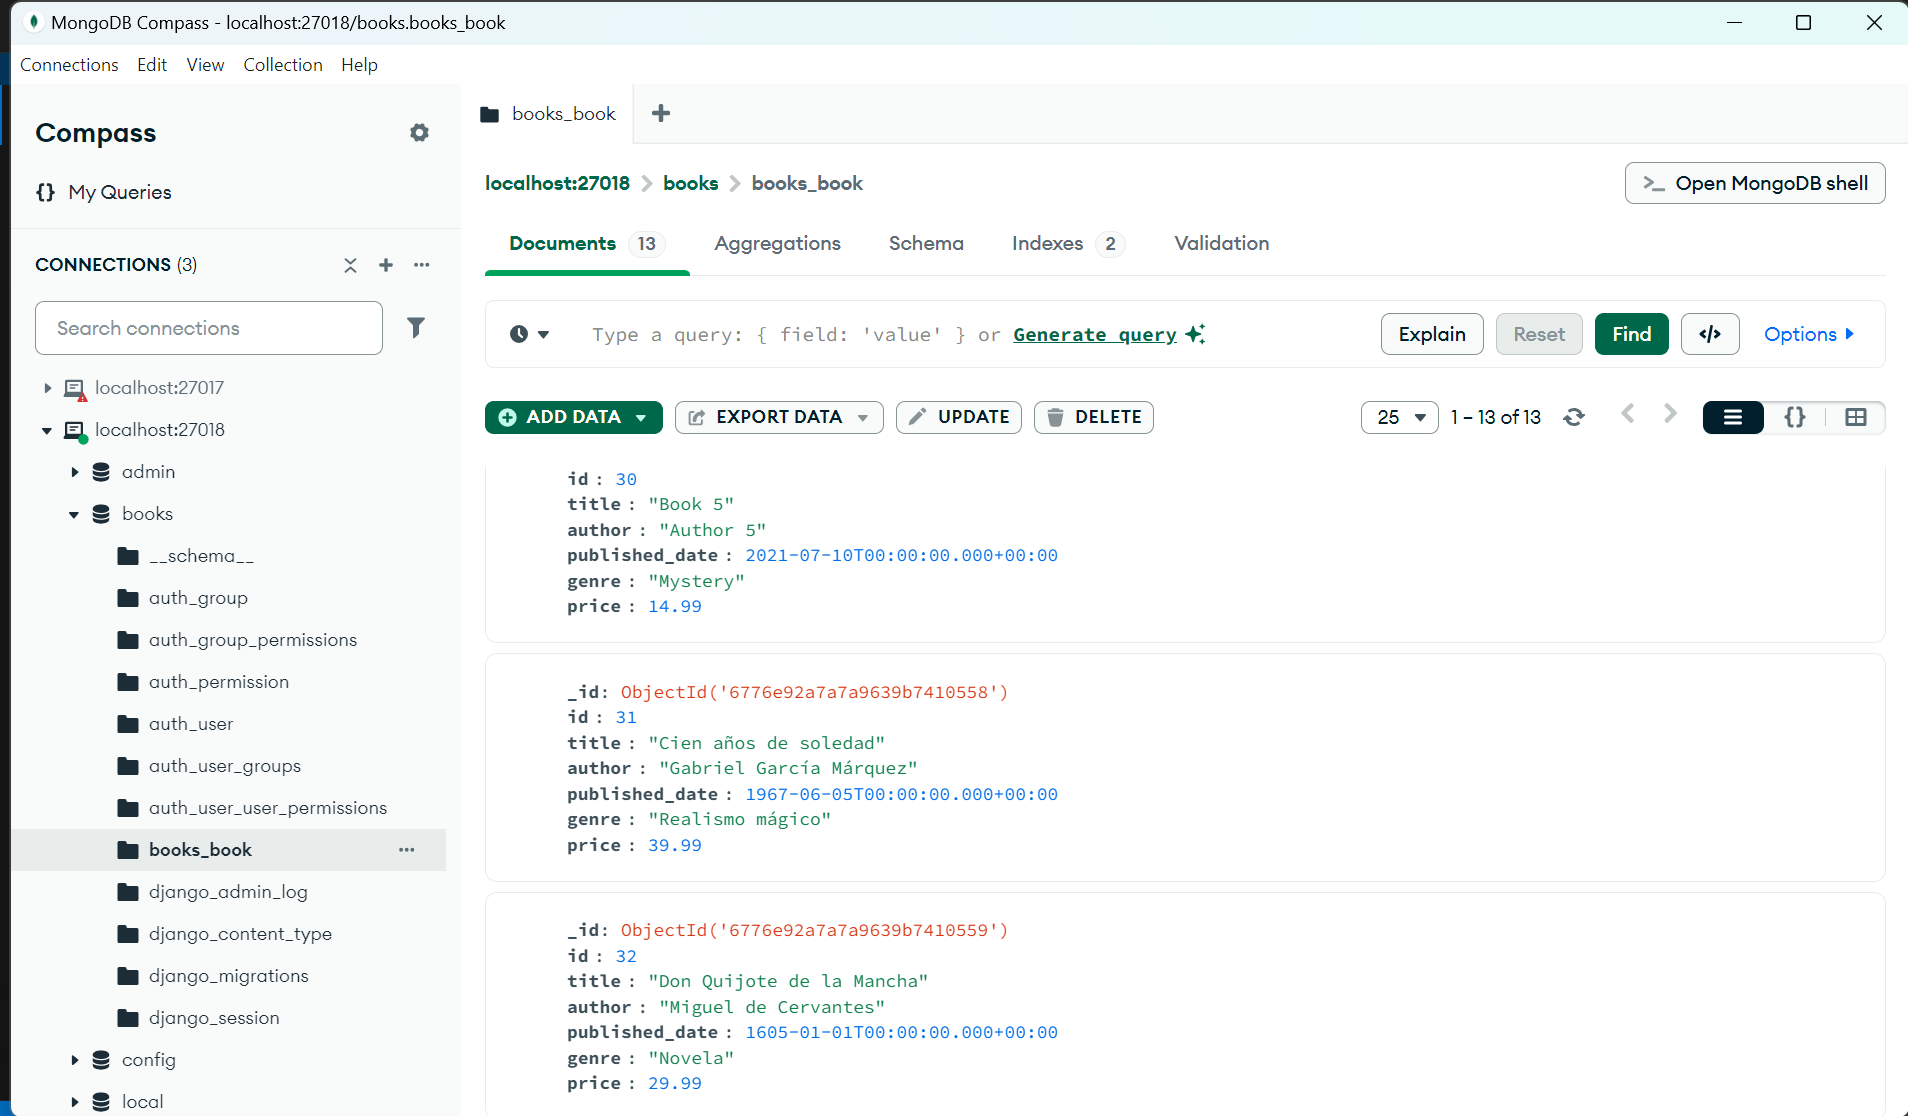 MongoDB Compass - localhost:27018/books.books_book
Connections Edit View Collection Help
Compass
{} My Queries
CONNECTIONS (3)
Search connections
localhost:27017
localhost:27018
admin
books
__schema__
auth_group
auth_group_permissions
auth_permission
auth_user
auth_user_groups
auth_user_user_permissions
books_book
django_admin_log
django_content_type
django_migrations
django_session
config
local
books_book
localhost:27018 > books > books_book
>_ Open MongoDB shell
Documents 13 Aggregations Schema Indexes 2 Validation
Type a query: { field: 'value' } or Generate query
Explain Reset Find </> Options
ADD DATA EXPORT DATA UPDATE DELETE
25 1 – 13 of 13 {}
id : 30
title : "Book 5"
author : "Author 5"
published_date : 2021-07-10T00:00:00.000+00:00
genre : "Mystery"
price : 14.99
_id: ObjectId('6776e92a7a7a9639b7410558')
id : 31
title : "Cien años de soledad"
author : "Gabriel García Márquez"
published_date : 1967-06-05T00:00:00.000+00:00
genre : "Realismo mágico"
price : 39.99
_id: ObjectId('6776e92a7a7a9639b7410559')
id : 32
title : "Don Quijote de la Mancha"
author : "Miguel de Cervantes"
published_date : 1605-01-01T00:00:00.000+00:00
genre : "Novela"
price : 29.99